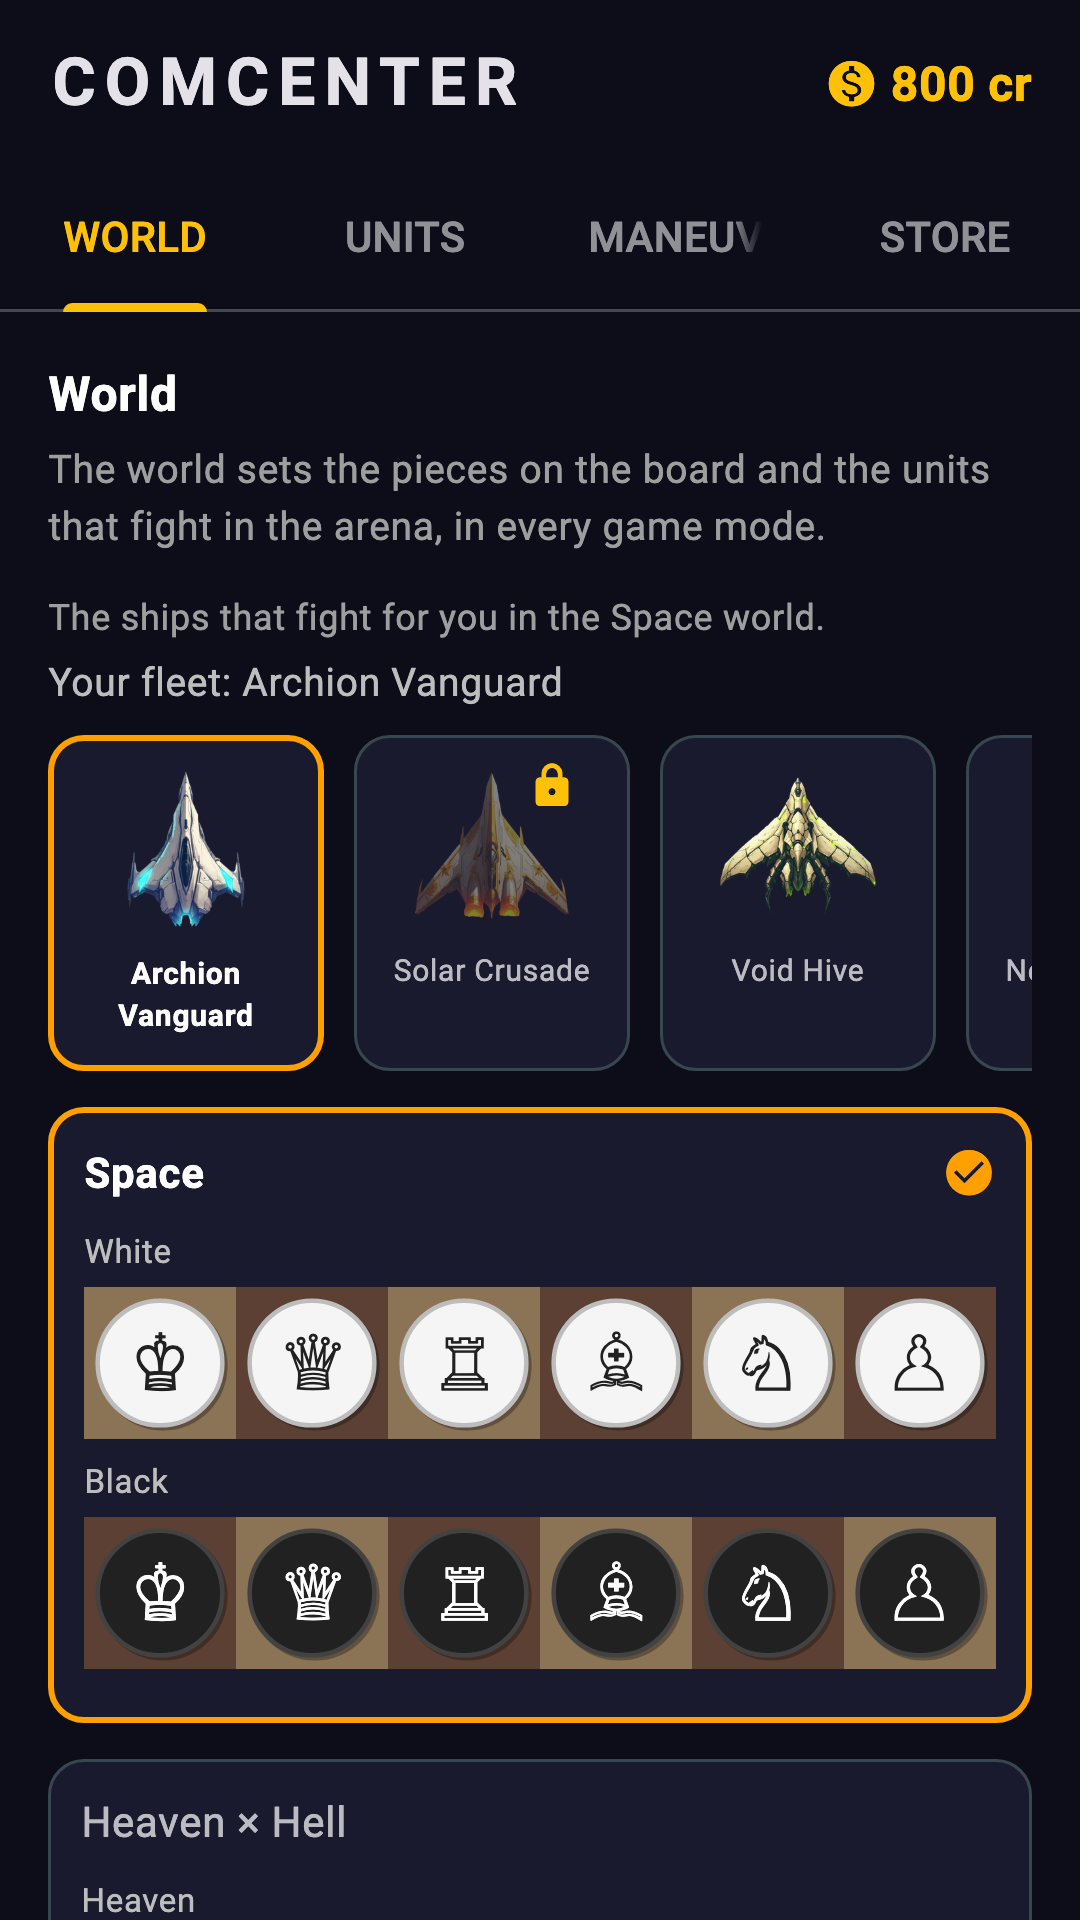 COMCENTER
800 cr
WORLD
UNITS
MANEUV
STORE
World
The world sets the pieces on the board and the units
that fight in the arena, in every game mode.
The ships that fight for you in the Space world.
Your fleet: Archion Vanguard
Archion
Vanguard
Solar Crusade
Void Hive
Space
White
Black
Heaven × Hell
Heaven